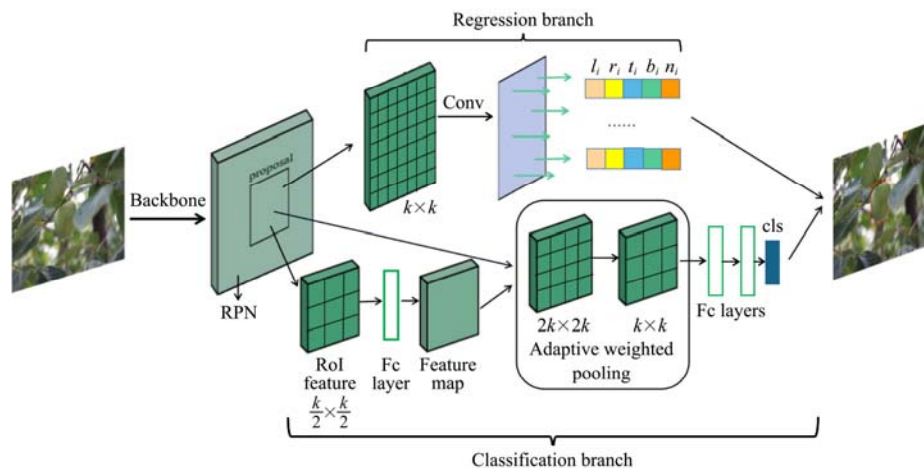 Regression branch
l_i r_i t_i b_i n_i
proposal
Conv
......
Backbone
k×k
cls
RPN
2k×2k k×k
Fc layers
Adaptive weighted
pooling
RoI
feature
k/2 × k/2
Fc
layer
Feature
map
Classification branch